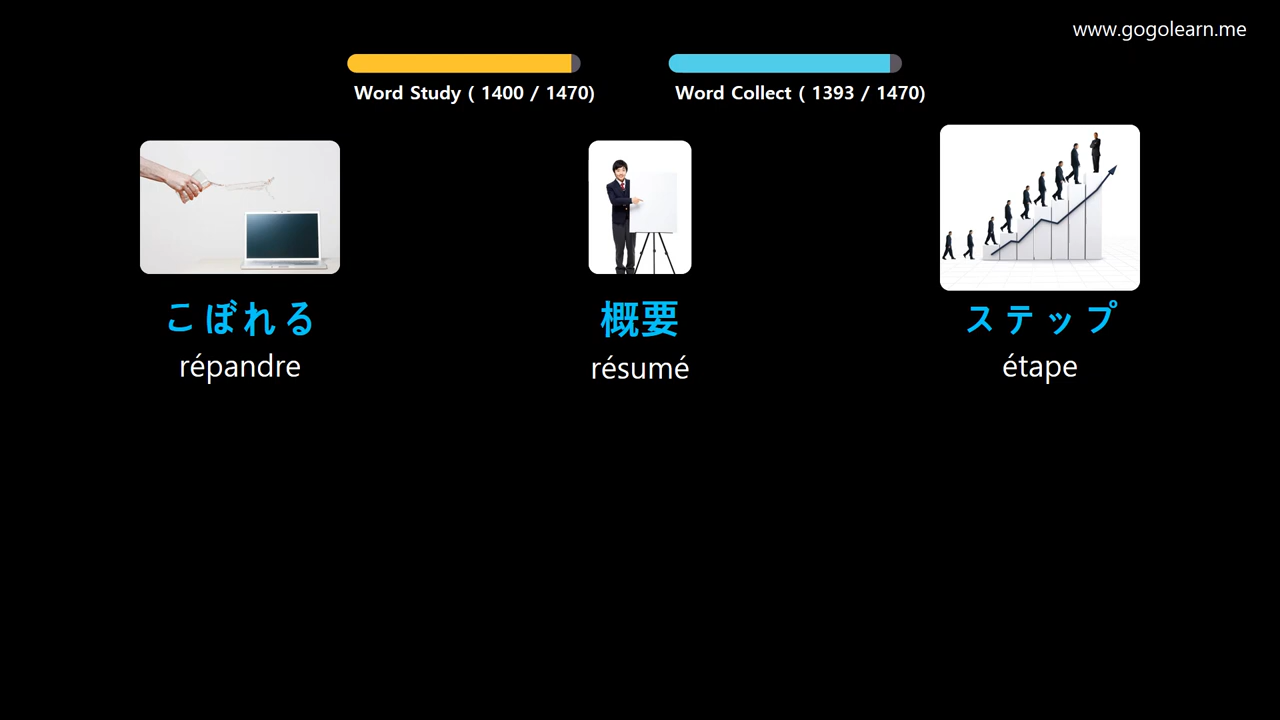 www.gogolearn.me
Word Study ( 1400 / 1470)
Word Collect ( 1393 / 1470)
こぼれる
概要
ステップ
répandre
résumé
étape